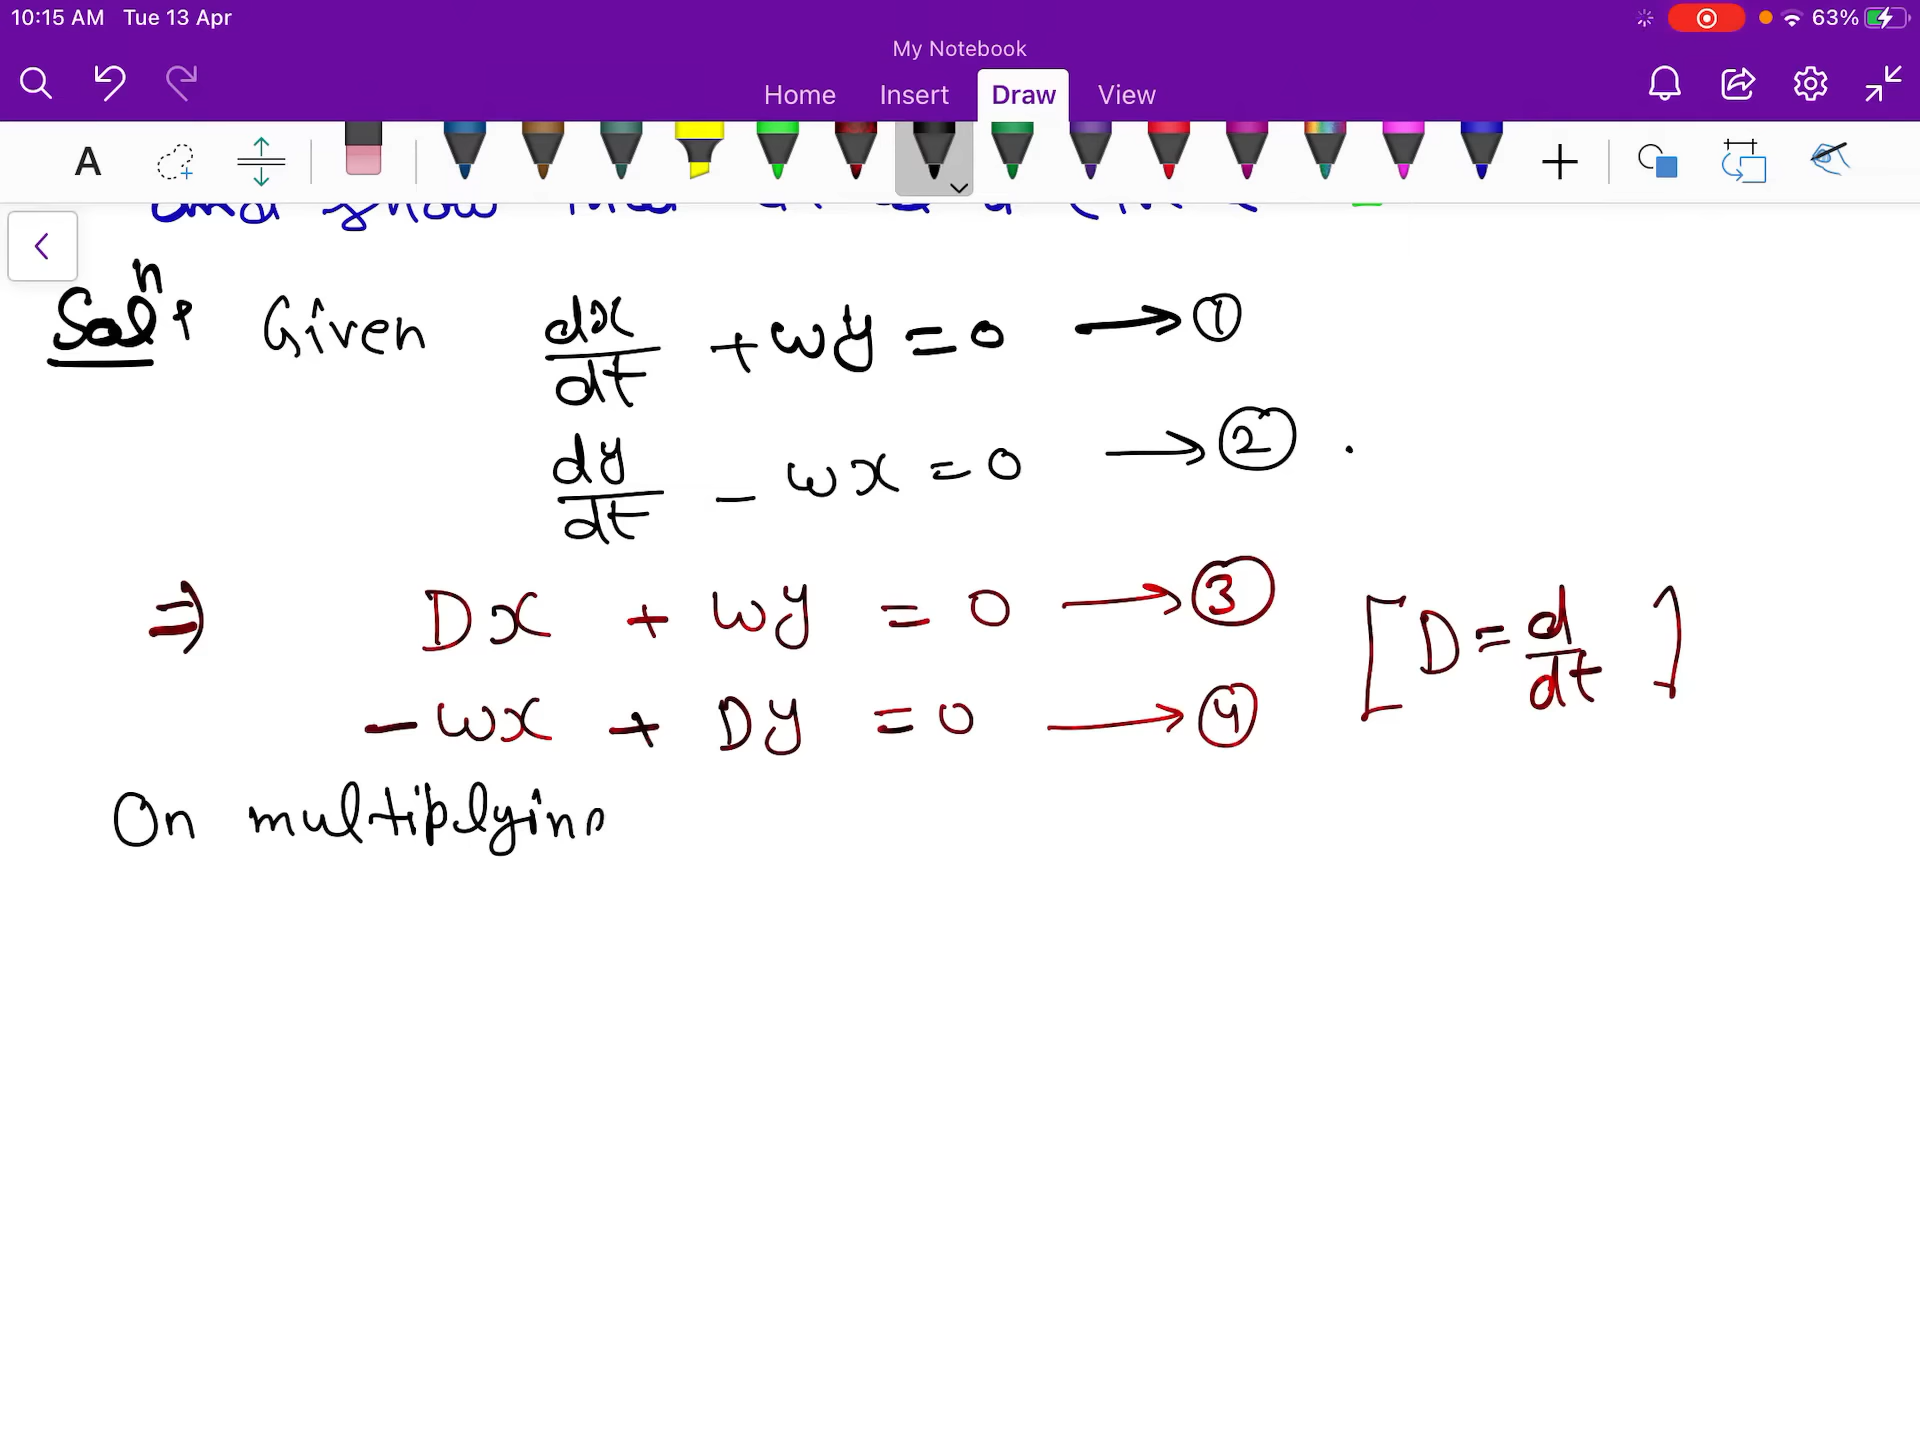 10:15 AM Tue 13 Apr
63%
My Notebook
Home Insert Draw View
A
Solⁿ: Given dx/dt + wy = 0 → ①
dy/dt - wx = 0 → ② .
⇒ Dx + wy = 0 → ③ [D = d/dt]
- wx + Dy = 0 → ④
On multiplyin